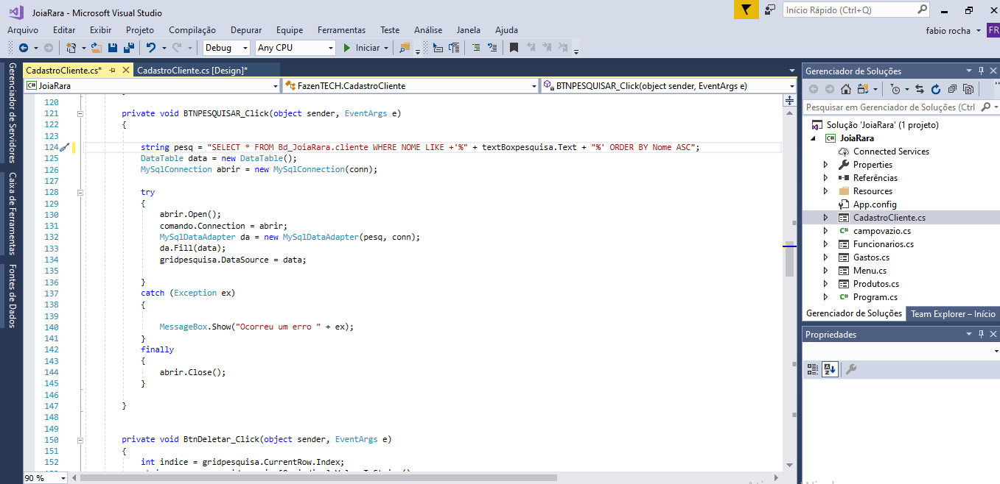 JoiaRara - Microsoft Visual Studio
Início Rápido (Ctrl+Q)
Arquivo Editar Exibir Projeto Compilação Depurar Equipe Ferramentas Teste Análise Janela Ajuda
fabio rocha FR
Debug Any CPU Iniciar
Gerenciador de Servidores
Caixa de Ferramentas
Fontes de Dados
CadastroCliente.cs* CadastroCliente.cs [Design]*
JoiaRara FazenTECH.CadastroCliente BTNPESQUISAR_Click(object sender, EventArgs e)
120
121 private void BTNPESQUISAR_Click(object sender, EventArgs e)
122 {
123
124 string pesq = "SELECT * FROM Bd_JoiaRara.cliente WHERE NOME LIKE +'%" + textBoxpesquisa.Text + "%' ORDER BY Nome ASC";
125 DataTable data = new DataTable();
126 MySqlConnection abrir = new MySqlConnection(conn);
127
128 try
129 {
130 abrir.Open();
131 comando.Connection = abrir;
132 MySqlDataAdapter da = new MySqlDataAdapter(pesq, conn);
133 da.Fill(data);
134 gridpesquisa.DataSource = data;
135
136 }
137 catch (Exception ex)
138 {
139
140 MessageBox.Show("Ocorreu um erro " + ex);
141 }
142 finally
143 {
144 abrir.Close();
145 }
146
147 }
148
149
150 private void BtnDeletar_Click(object sender, EventArgs e)
151 {
152 int indice = gridpesquisa.CurrentRow.Index;
90 %
Gerenciador de Soluções
Pesquisar em Gerenciador de Soluções (Ctrl
Solução 'JoiaRara' (1 projeto)
JoiaRara
Connected Services
Properties
Referências
Resources
App.config
CadastroCliente.cs
campovazio.cs
Funcionarios.cs
Gastos.cs
Menu.cs
Produtos.cs
Program.cs
Gerenciador de Soluções Team Explorer – Início
Propriedades